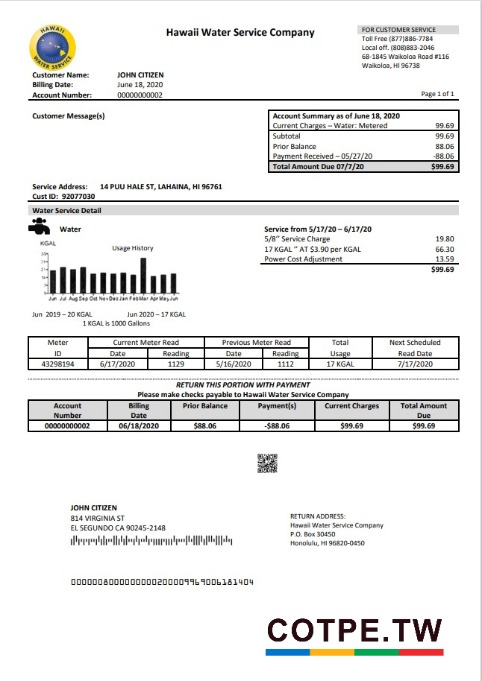 HAWAII
WATER SERVICE
Hawaii Water Service Company
FOR CUSTOMER SERVICE
Toll Free (877)886-7784
Local off. (808)883-2046
68-1845 Waikoloa Road #116
Waikoloa, HI 96738
Customer Name: JOHN CITIZEN
Billing Date: June 18, 2020
Account Number: 00000000002
Page 1 of 1
Customer Message(s)
Account Summary as of June 18, 2020
Current Charges – Water: Metered 99.69
Subtotal 99.69
Prior Balance 88.06
Payment Received – 05/27/20 -88.06
Total Amount Due 07/7/20 $99.69
Service Address: 14 PUU HALE ST, LAHAINA, HI 96761
Cust ID: 92077030
Water Service Detail
Water
KGAL
Usage History
Jun Jul Aug Sep Oct Nov Dec Jan Feb Mar Apr May Jun
Jun 2019 – 20 KGAL Jun 2020 – 17 KGAL
1 KGAL is 1000 Gallons
Service from 5/17/20 – 6/17/20
5/8" Service Charge 19.80
17 KGAL " AT $3.90 per KGAL 66.30
Power Cost Adjustment 13.59
$99.69
Meter ID Current Meter Read Previous Meter Read Total Usage Next Scheduled Read Date
Date Reading Date Reading
43298194 6/17/2020 1129 5/16/2020 1112 17 KGAL 7/17/2020
RETURN THIS PORTION WITH PAYMENT
Please make checks payable to Hawaii Water Service Company
Account Number Billing Date Prior Balance Payment(s) Current Charges Total Amount Due
00000000002 06/18/2020 $88.06 -$88.06 $99.69 $99.69
JOHN CITIZEN
814 VIRGINIA ST
EL SEGUNDO CA 90245-2148
RETURN ADDRESS:
Hawaii Water Service Company
P.O. Box 30450
Honolulu, HI 96820-0450
COTPE.TW